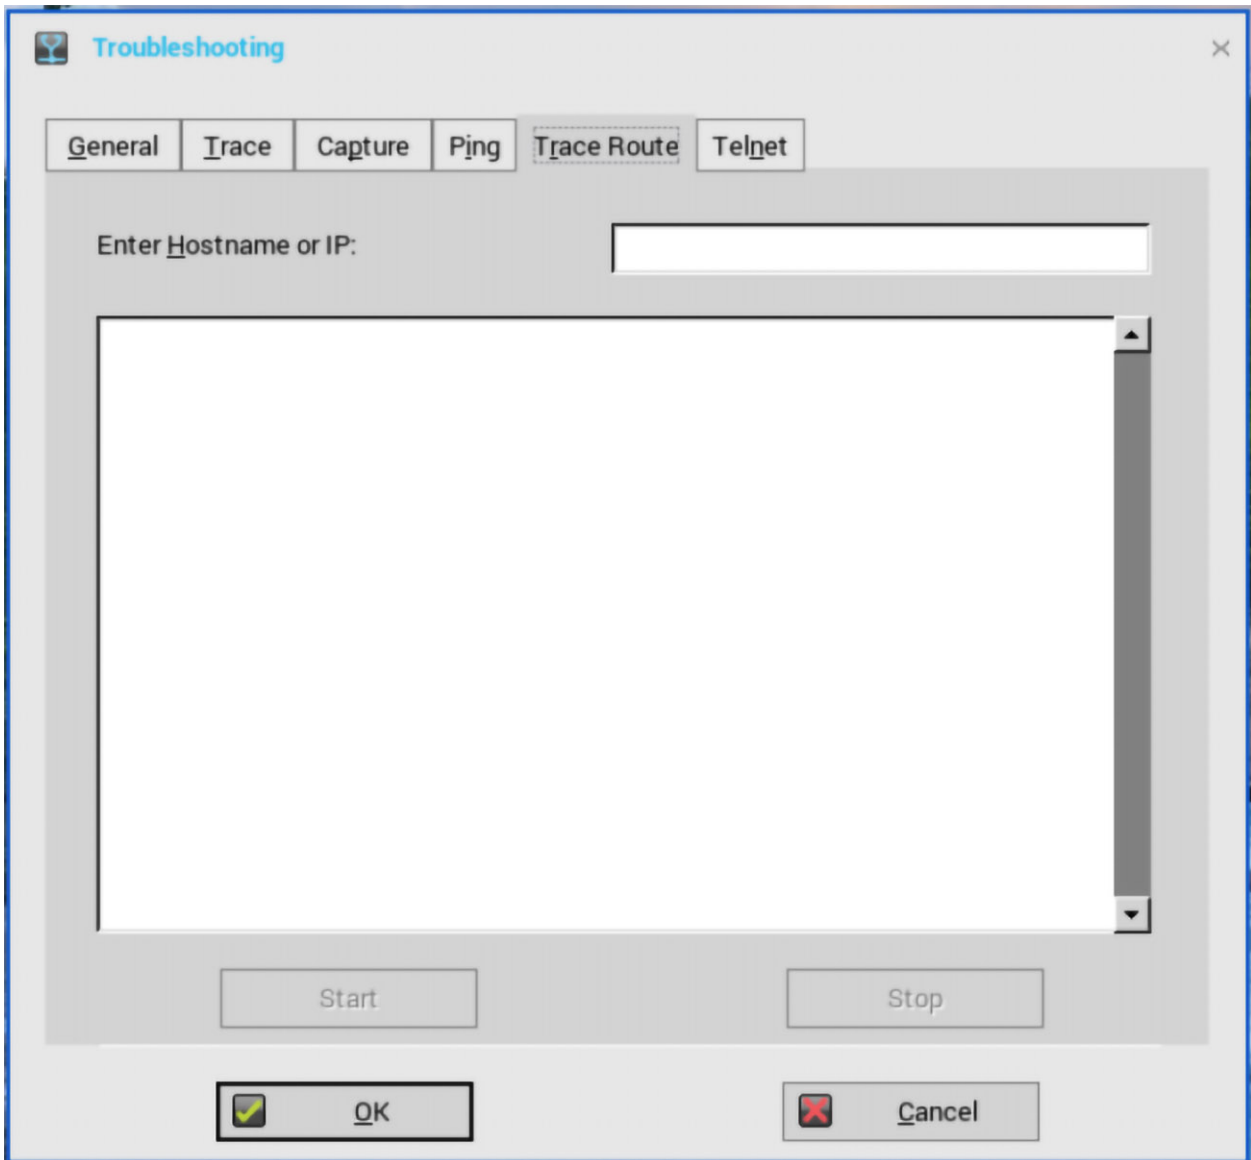 Troubleshooting
General Trace Capture Ping Trace Route Telnet
Enter Hostname or IP:
Start Stop
OK Cancel